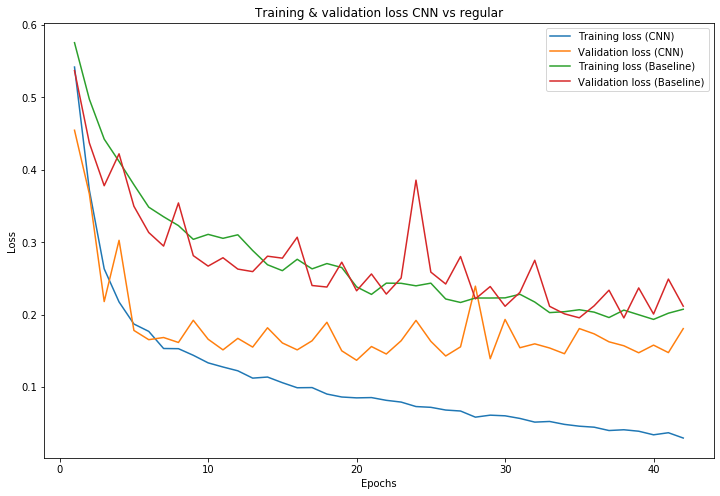 Training & validation loss CNN vs regular
Training loss (CNN)
Validation loss (CNN)
Training loss (Baseline)
Validation loss (Baseline)
0.6
0.5
0.4
0.3
0.2
0.1
Loss
0 10 20 30 40
Epochs